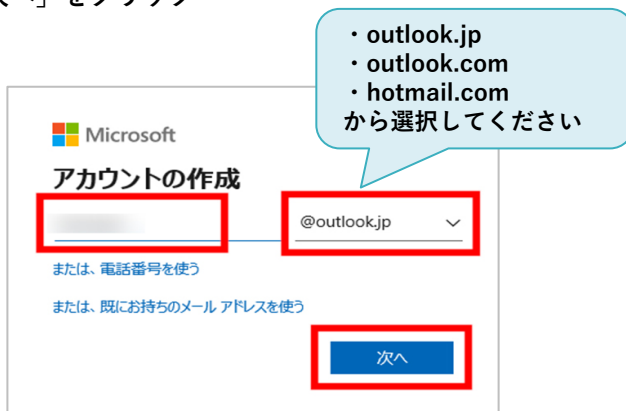 」をクリック
・outlook.jp
・outlook.com
・hotmail.com
から選択してください
Microsoft
アカウントの作成
@outlook.jp
または、電話番号を使う
または、既にお持ちのメール アドレスを使う
次へ